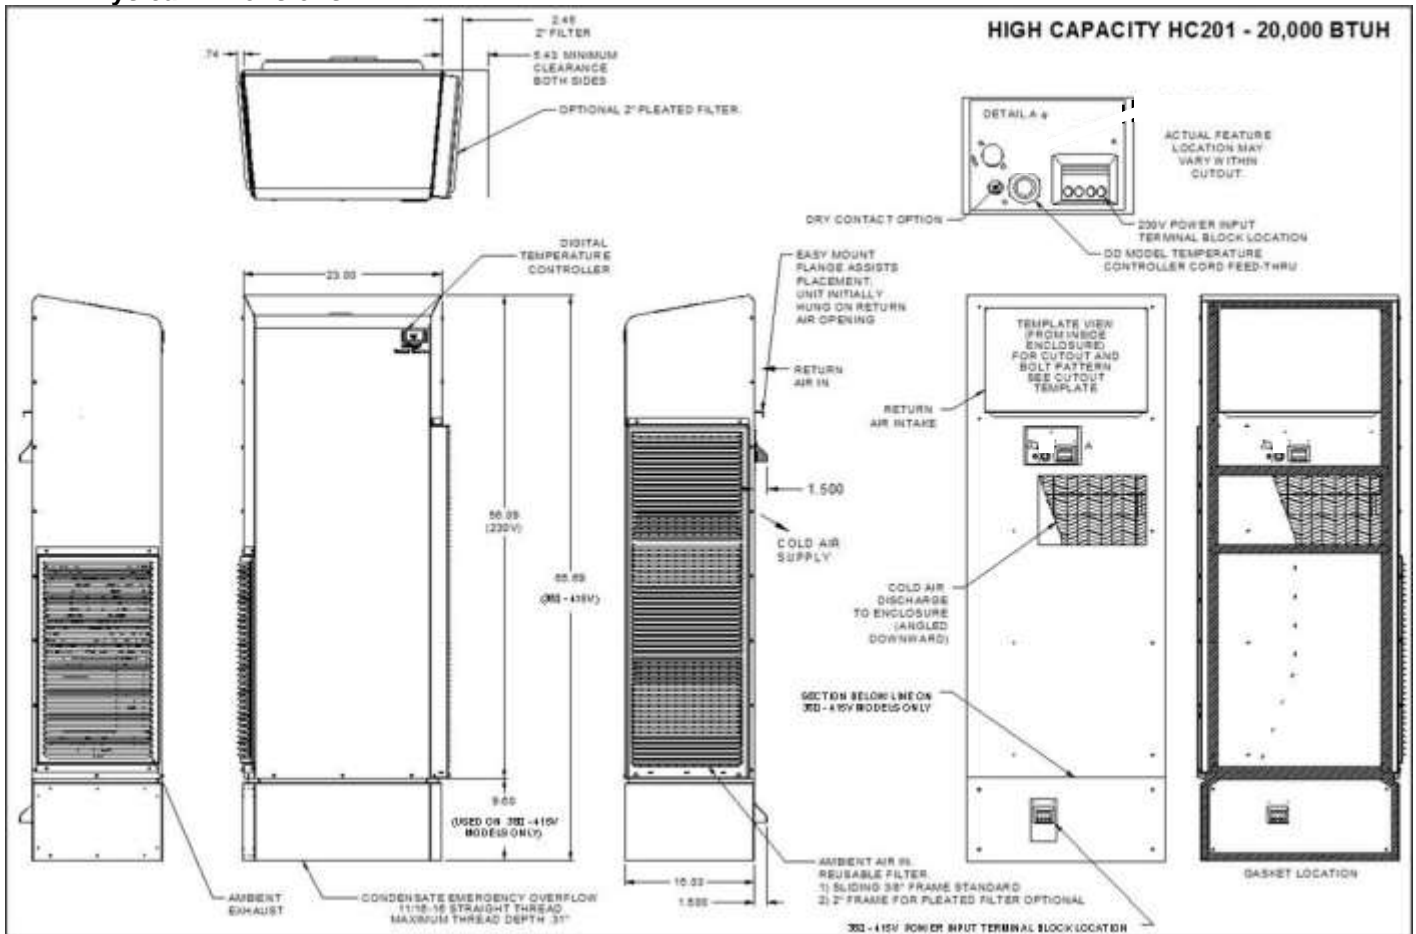 HIGH CAPACITY HC201 - 20,000 BTUH
2.48
2" FILTER
.74
5.43 MINIMUM
CLEARANCE
BOTH SIDES
OPTIONAL 2" PLEATED FILTER.
DETAIL A
ACTUAL FEATURE
LOCATION MAY
VARY WITHIN
CUTOUT.
DRY CONTACT OPTION
230V POWER INPUT
TERMINAL BLOCK LOCATION
DD MODEL TEMPERATURE
CONTROLLER CORD FEED-THRU
DIGITAL
TEMPERATURE
CONTROLLER
23.00
EASY MOUNT
FLANGE ASSISTS
PLACEMENT.
UNIT INITIALLY
HUNG ON RETURN
AIR OPENING
RETURN
AIR IN
TEMPLATE VIEW
(FROM INSIDE
ENCLOSURE)
FOR CUTOUT AND
BOLT PATTERN
SEE CUTOUT
TEMPLATE
RETURN
AIR INTAKE
A
1.500
COLD AIR
SUPPLY
(230V)
COLD AIR
DISCHARGE
TO ENCLOSURE
(ANGLED
DOWNWARD)
SECTION BELOW LINE ON
MODELS ONLY
9.60
(USED ON
MODELS ONLY)
AMBIENT
EXHAUST
CONDENSATE EMERGENCY OVERFLOW
11/16-16 STRAIGHT THREAD
MAXIMUM THREAD DEPTH .31"
AMBIENT AIR IN.
REUSABLE FILTER.
1) SLIDING 3/8" FRAME STANDARD
2) 2" FRAME FOR PLEATED FILTER OPTIONAL
1.500
POWER INPUT TERMINAL BLOCK LOCATION
GASKET LOCATION